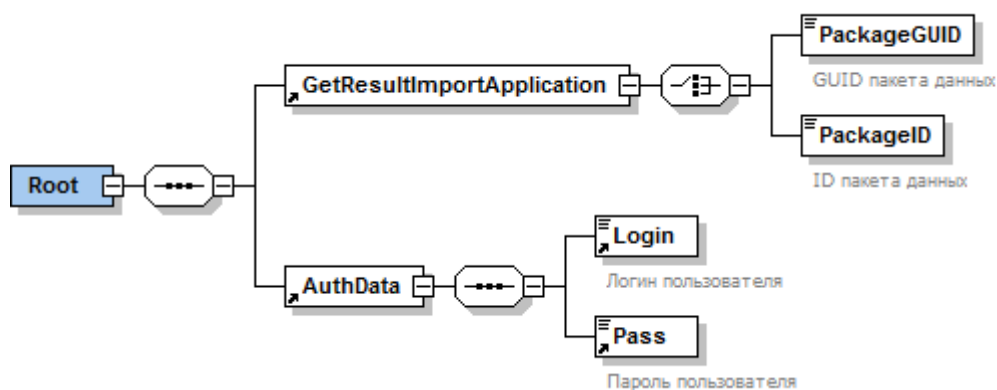 PackageGUID
GUID пакета данных
GetResultImportApplication
PackageID
ID пакета данных
Root
Login
Логин пользователя
AuthData
Pass
Пароль пользователя